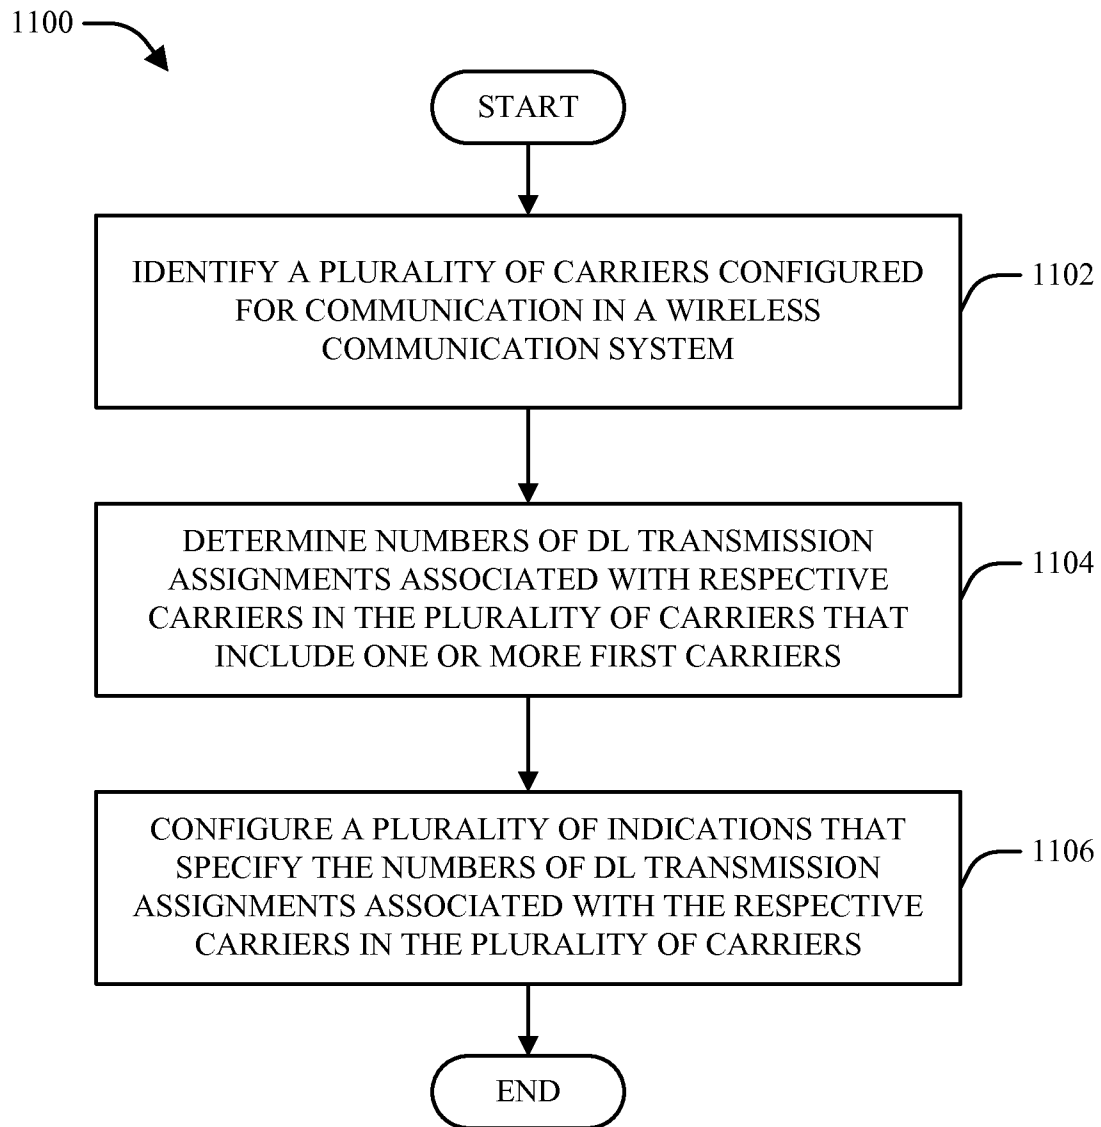 1100
START
IDENTIFY A PLURALITY OF CARRIERS CONFIGURED
FOR COMMUNICATION IN A WIRELESS
COMMUNICATION SYSTEM
1102
DETERMINE NUMBERS OF DL TRANSMISSION
ASSIGNMENTS ASSOCIATED WITH RESPECTIVE
CARRIERS IN THE PLURALITY OF CARRIERS THAT
INCLUDE ONE OR MORE FIRST CARRIERS
1104
CONFIGURE A PLURALITY OF INDICATIONS THAT
SPECIFY THE NUMBERS OF DL TRANSMISSION
ASSIGNMENTS ASSOCIATED WITH THE RESPECTIVE
CARRIERS IN THE PLURALITY OF CARRIERS
1106
END